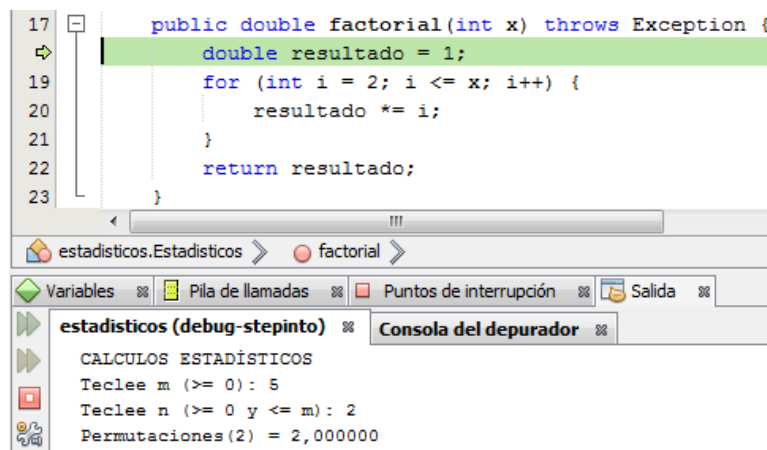 17 public double factorial(int x) throws Exception {
double resultado = 1;
19 for (int i = 2; i <= x; i++) {
20 resultado *= i;
21 }
22 return resultado;
23 }
estadisticos.Estadisticos factorial
Variables Pila de llamadas Puntos de interrupción Salida
estadisticos (debug-stepinto) Consola del depurador
CALCULOS ESTADÍSTICOS
Teclee m (>= 0): 5
Teclee n (>= 0 y <= m): 2
Permutaciones(2) = 2,000000